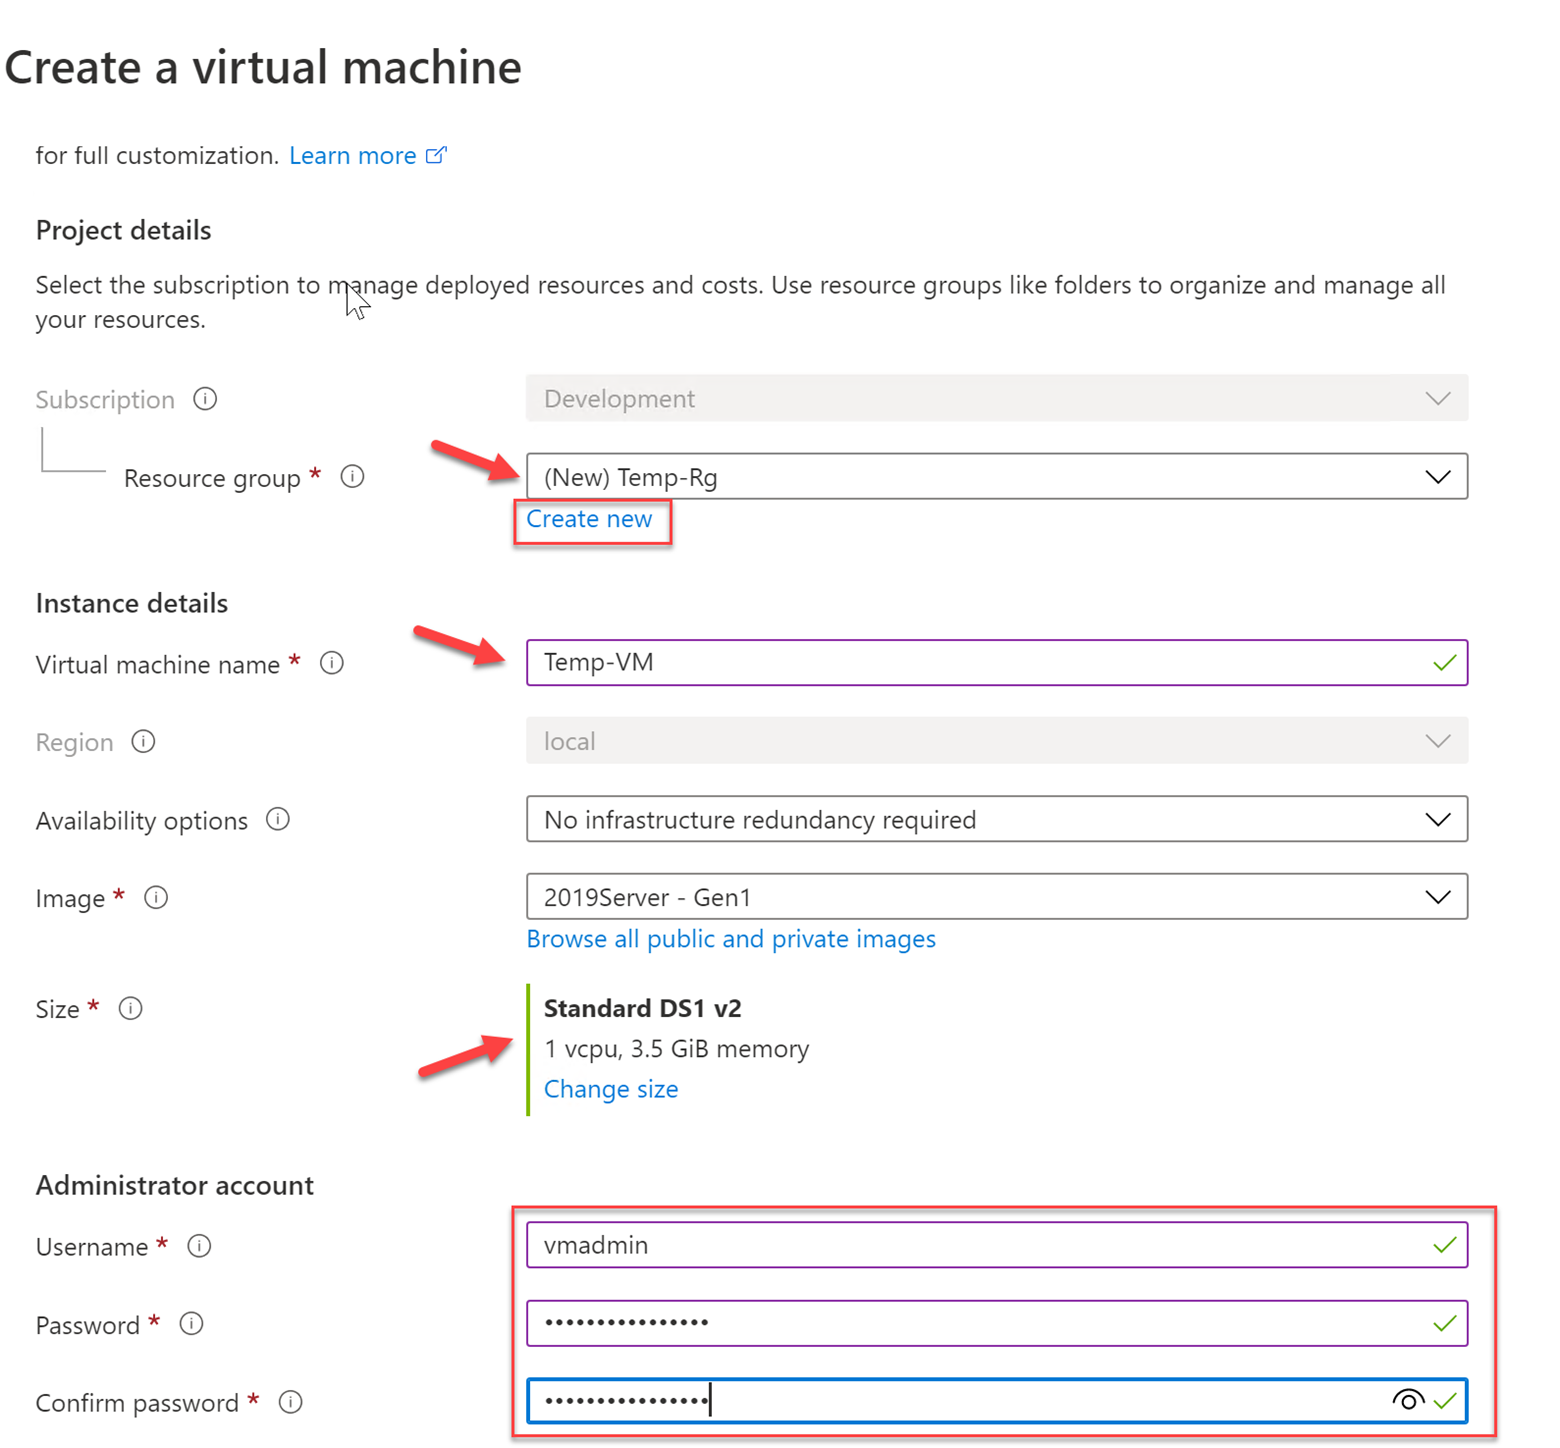 Create a virtual machine
for full customization. Learn more
Project details
Select the subscription to manage deployed resources and costs. Use resource groups like folders to organize and manage all
your resources.
Subscription
Development
Resource group *
(New) Temp-Rg
Create new
Instance details
Virtual machine name *
Temp-VM
Region
local
Availability options
No infrastructure redundancy required
Image *
2019Server - Gen1
Browse all public and private images
Size *
Standard DS1 v2
1 vcpu, 3.5 GiB memory
Change size
Administrator account
Username *
vmadmin
Password *
••••••••••••••••
Confirm password *
••••••••••••••••